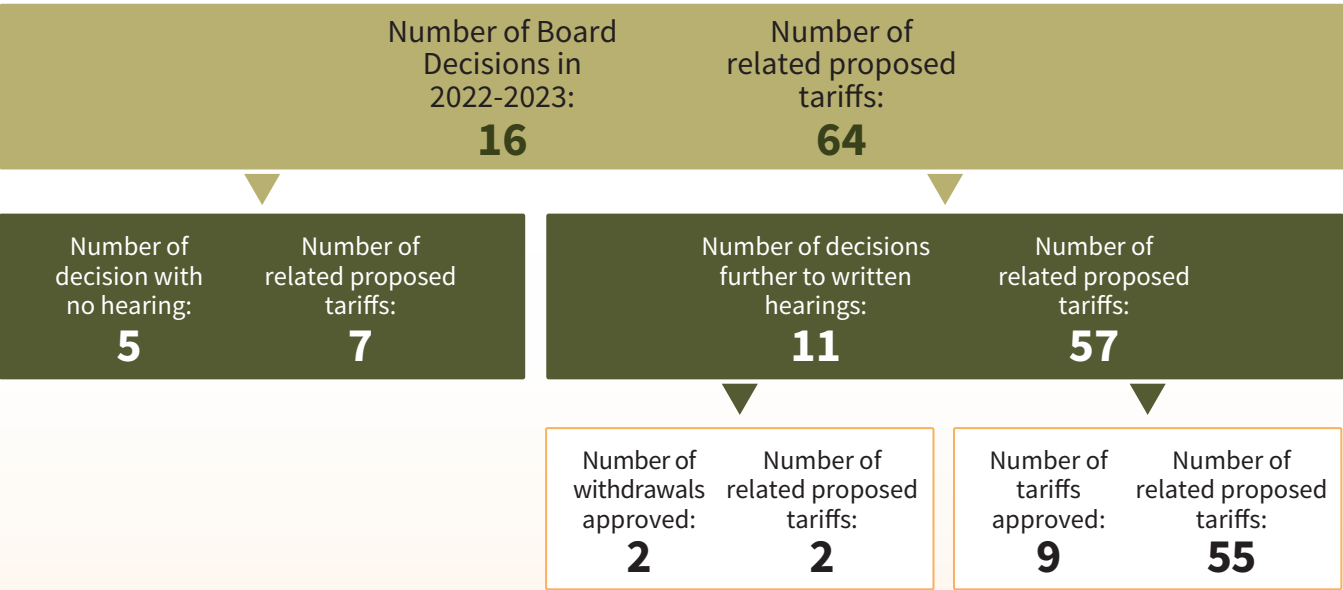 Number of Board
Decisions in
2022-2023:
16
Number of
related proposed
tariffs:
64
Number of
decision with
no hearing:
5
Number of
related proposed
tariffs:
7
Number of decisions
further to written
hearings:
11
Number of
related proposed
tariffs:
57
Number of
withdrawals
approved:
2
Number of
related proposed
tariffs:
2
Number of
tariffs
approved:
9
Number of
related proposed
tariffs:
55